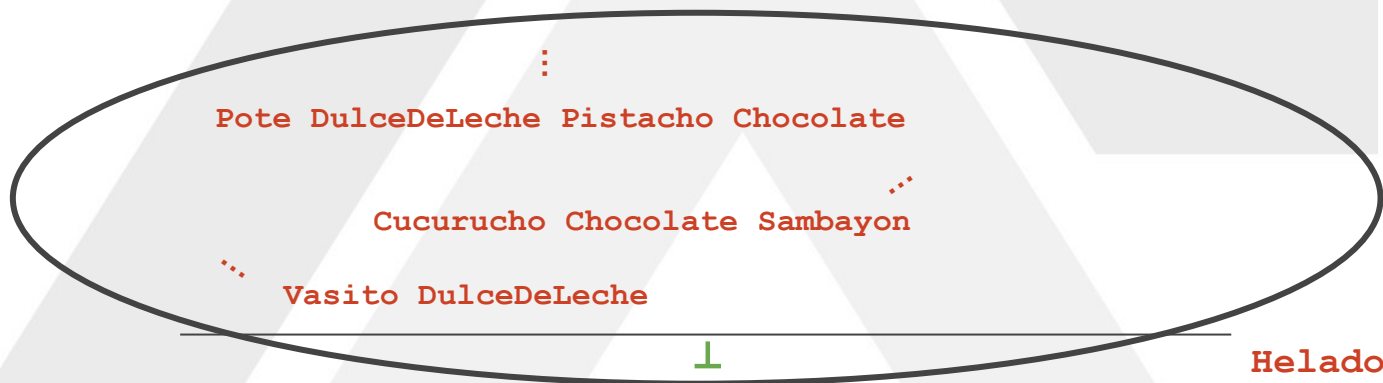 ⋮
Pote DulceDeLeche Pistacho Chocolate
...
Cucurucho Chocolate Sambayon
...
Vasito DulceDeLeche
⊥
Helado